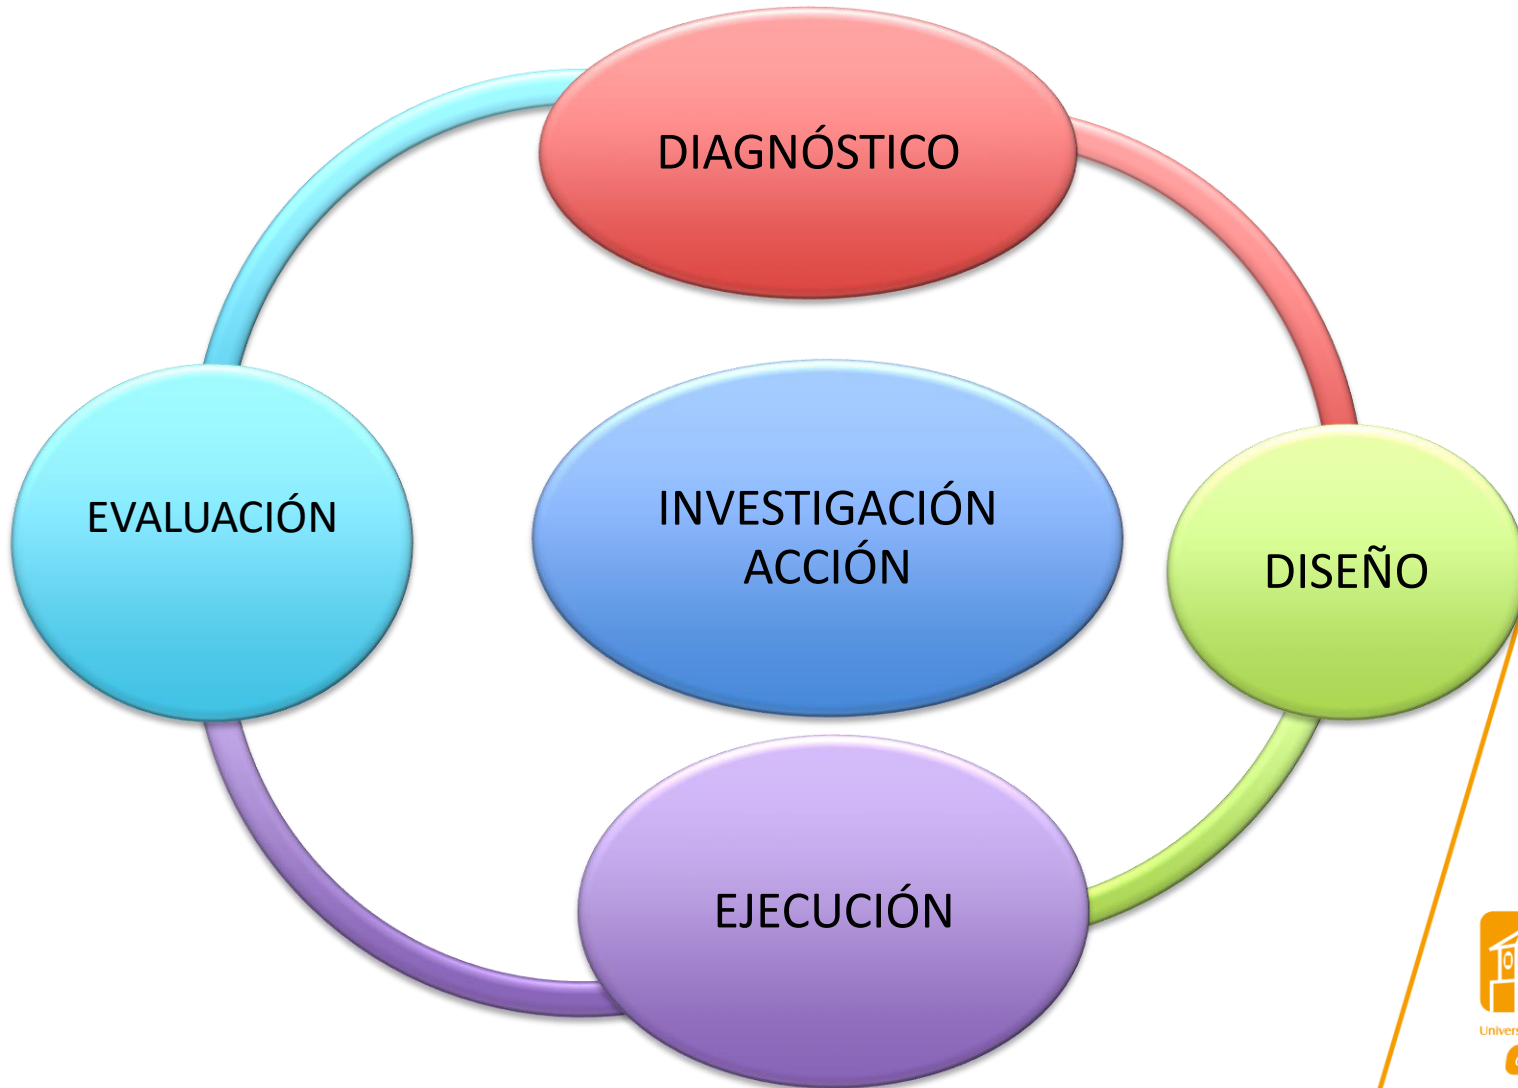 DIAGNÓSTICO
EVALUACIÓN
INVESTIGACIÓN
ACCIÓN
DISEÑO
EJECUCIÓN